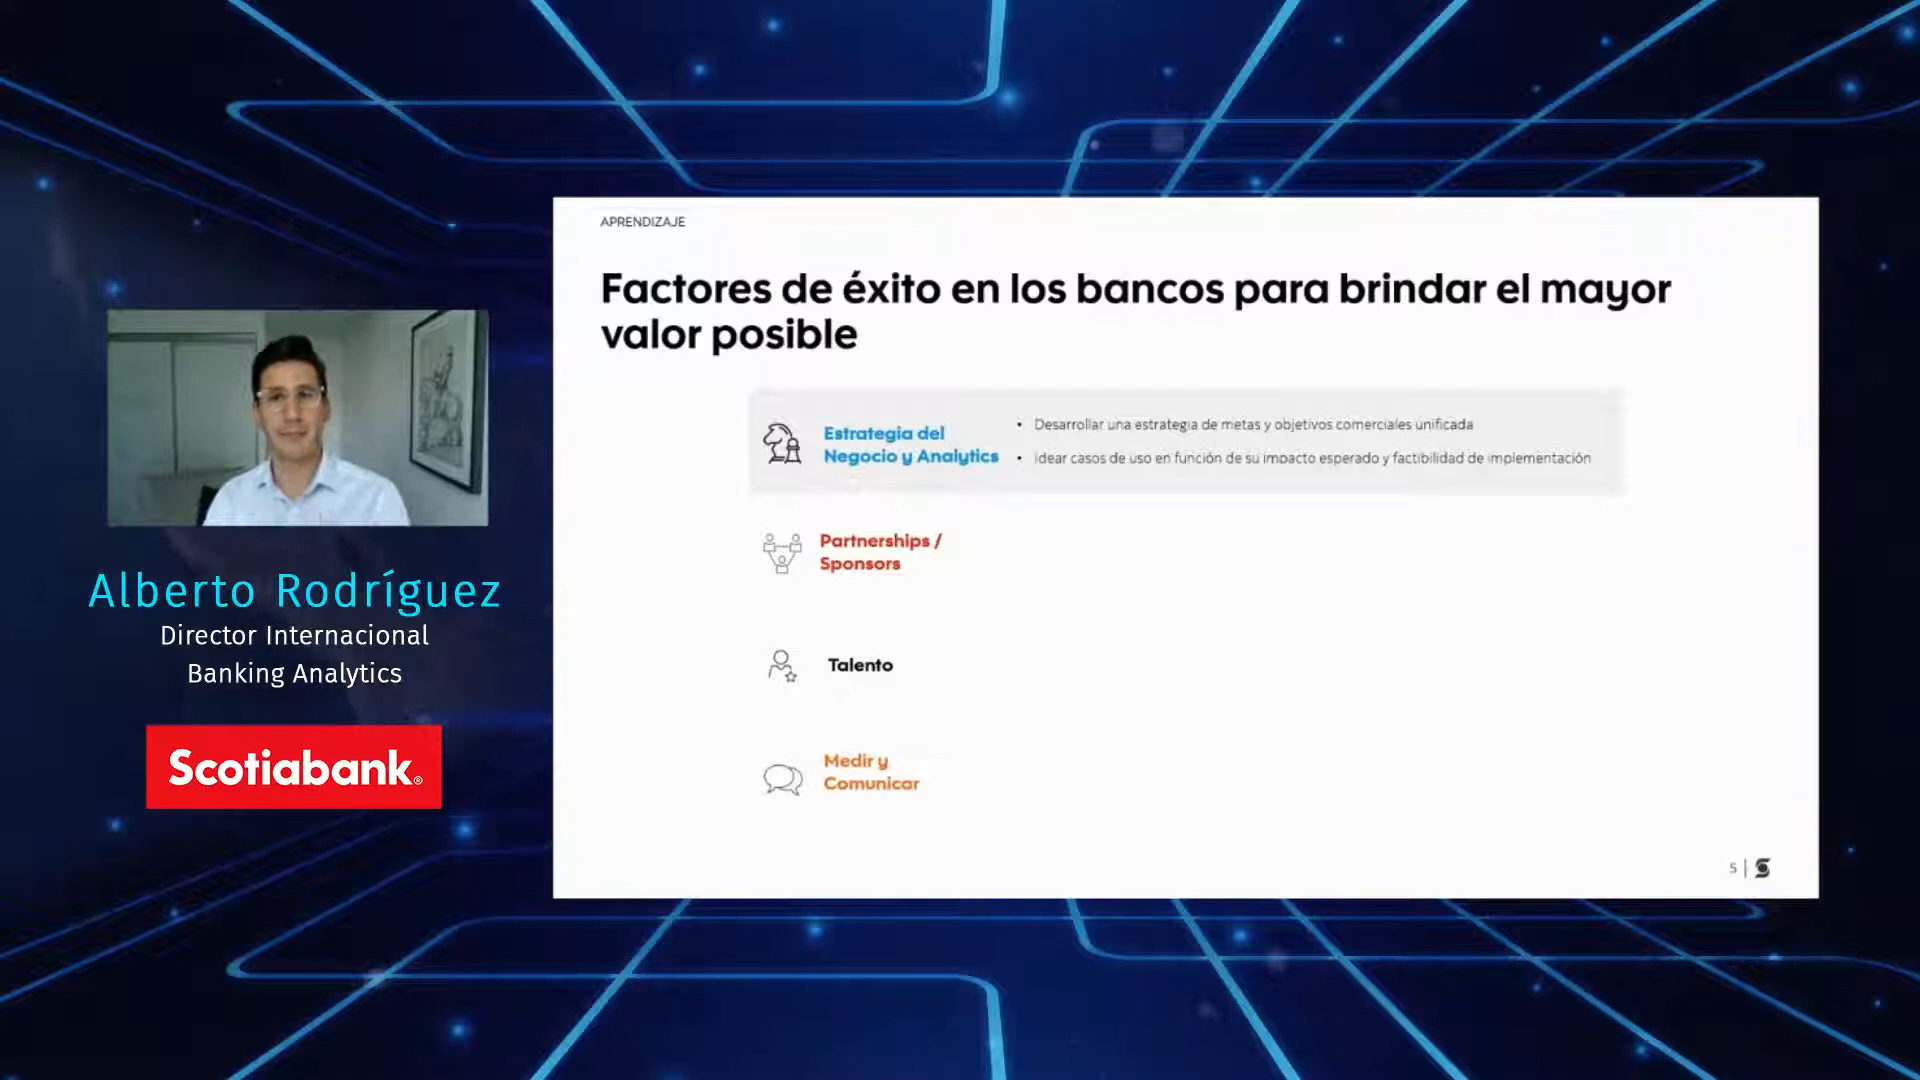 Alberto Rodríguez
Director Internacional
Banking Analytics
Scotiabank®
APRENDIZAJE
Factores de éxito en los bancos para brindar el mayor
valor posible
Estrategia del
Negocio y Analytics
• Desarrollar una estrategia de metas y objetivos comerciales unificada
• Idear casos de uso en función de su impacto esperado y factibilidad de implementación
Partnerships /
Sponsors
Talento
Medir y
Comunicar
5 |